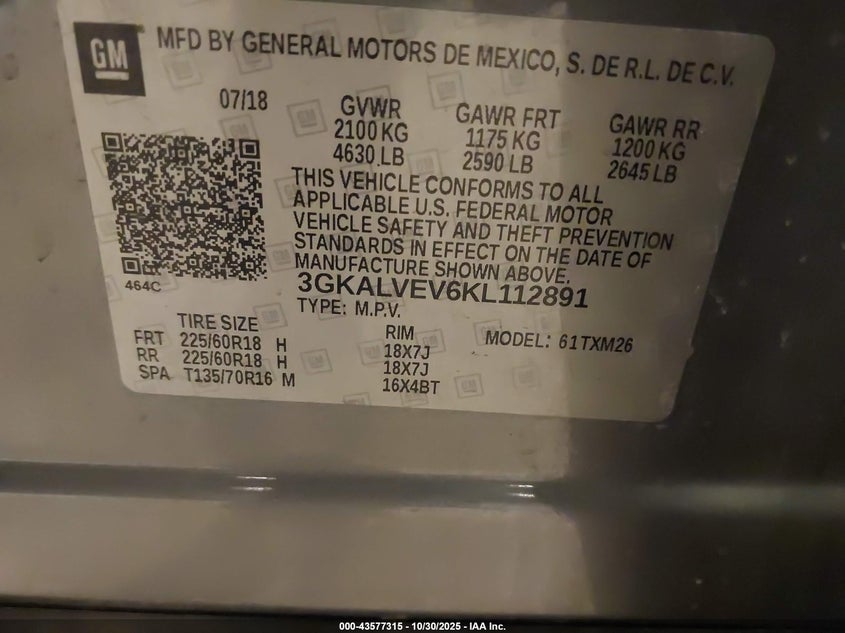 GM
MFD BY GENERAL MOTORS DE MEXICO, S. DE R.L. DE C.V.
07/18
GVWR GAWR FRT GAWR RR
2100 KG 1175 KG 1200 KG
4630 LB 2590 LB 2645 LB
THIS VEHICLE CONFORMS TO ALL
APPLICABLE U.S. FEDERAL MOTOR
VEHICLE SAFETY AND THEFT PREVENTION
STANDARDS IN EFFECT ON THE DATE OF
MANUFACTURE SHOWN ABOVE.
464C
3GKALVEV6KL112891
TYPE: M.P.V.
TIRE SIZE RIM MODEL: 61TXM26
FRT 225/60R18 H 18X7J
RR 225/60R18 H 18X7J
SPA T135/70R16 M 16X4BT
000-43577315 - 10/30/2025 - IAA Inc.